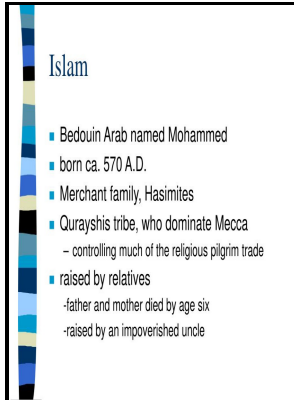 Islam
Bedouin Arab named Mohammed
born ca. 570 A.D.
Merchant family, Hasimites
Qurayshis tribe, who dominate Mecca
– controlling much of the religious pilgrim trade
raised by relatives
-father and mother died by age six
-raised by an impoverished uncle